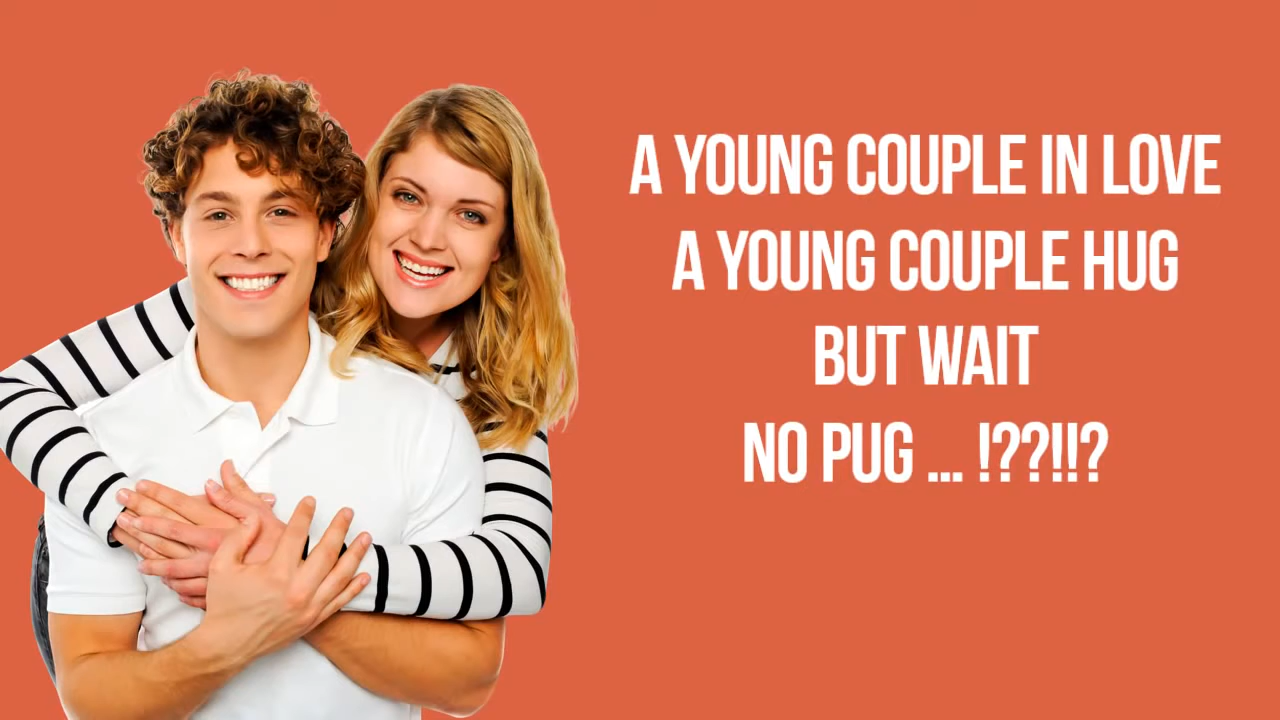 A YOUNG COUPLE IN LOVE
A YOUNG COUPLE HUG
BUT WAIT
NO PUG ... !??!!?